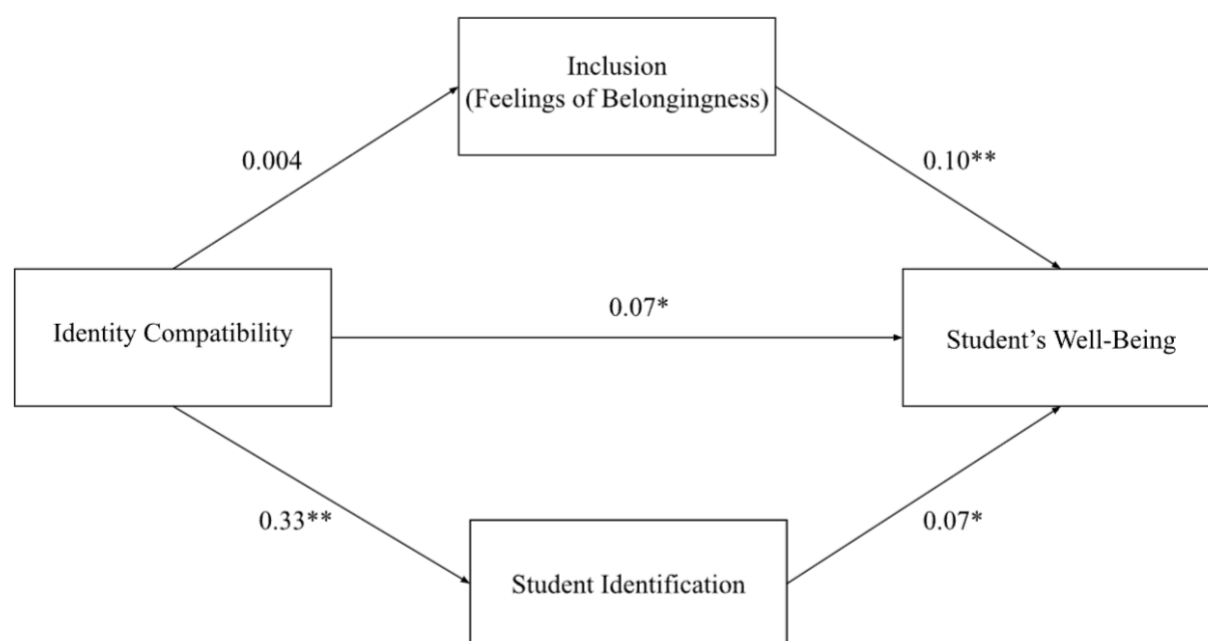 Inclusion
(Feelings of Belongingness)
0.004
0.10**
Identity Compatibility
0.07*
Student’s Well-Being
0.33**
0.07*
Student Identification